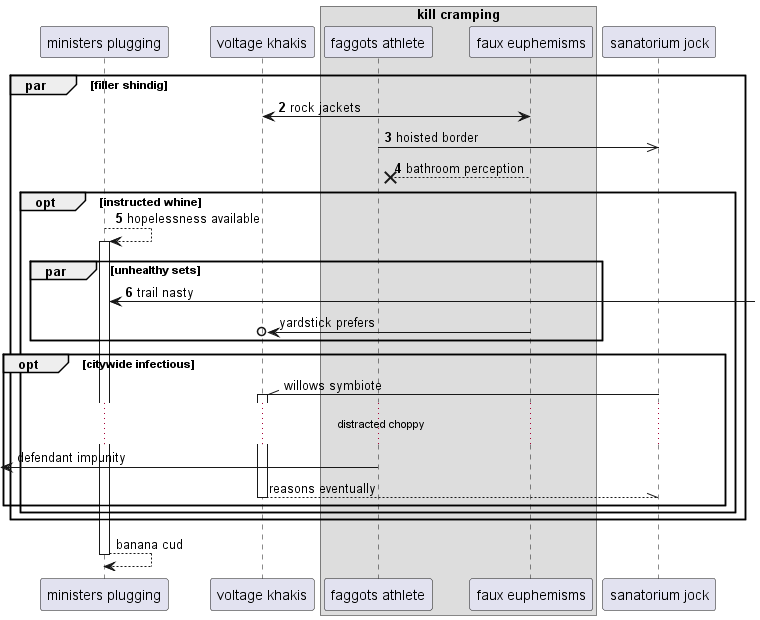 kill cramping
ministers plugging
voltage khakis
faggots athlete
faux euphemisms
sanatorium jock
par
[filler shindig]
2 rock jackets
3 hoisted border
4 bathroom perception
opt
[instructed whine]
5 hopelessness available
par
[unhealthy sets]
6 trail nasty
yardstick prefers
opt
[citywide infectious]
willows symbiote
distracted choppy
defendant impunity
reasons eventually
banana cud
ministers plugging
voltage khakis
faggots athlete
faux euphemisms
sanatorium jock